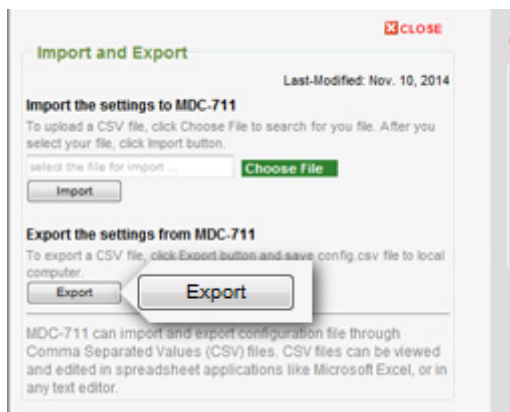 CLOSE
Import and Export
Last-Modified: Nov. 10, 2014
Import the settings to MDC-711
To upload a CSV file, click Choose File to search for you file. After you
select your file, click Import button.
select the file for import ...
Choose File
Import
Export the settings from MDC-711
To export a CSV file, click Export button and save config.csv file to local
computer.
Export
Export
MDC-711 can import and export configuration file through
Comma Separated Values (CSV) files. CSV files can be viewed
and edited in spreadsheet applications like Microsoft Excel, or in
any text editor.